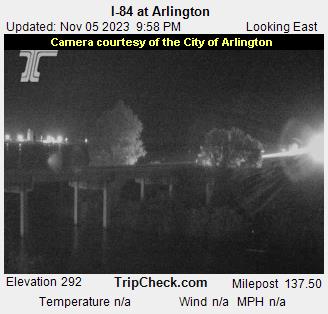 I-84 at Arlington
Updated: Nov 05 2023 9:58 PM Looking East
Camera courtesy of the City of Arlington
Elevation 292 TripCheck.com Milepost 137.50
Temperature n/a Wind n/a MPH n/a